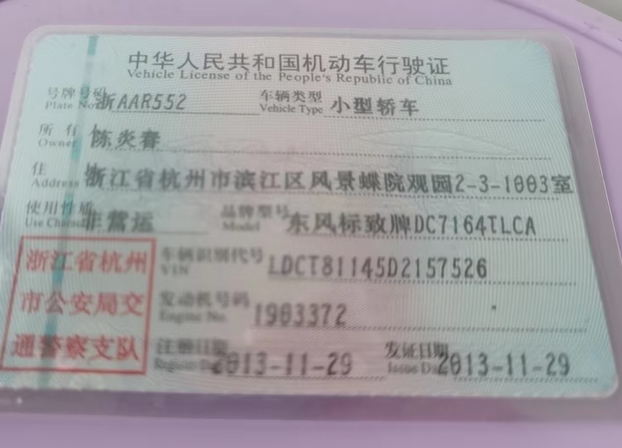 中华人民共和国机动车行驶证
Vehicle License of the People's Republic of China
号牌号码 浙AAR552 车辆类型 小型轿车
Plate No. Vehicle Type
所有人 陈炎春
Owner
住址 浙江省杭州市滨江区风景蝶院观园2-3-1003室
Address
使用性质 非营运 品牌型号 东风标致牌DC7164TLCA
Use Character Model
浙江省杭州
市公安局交
通警察支队
车辆识别代号 LDCT81145D2157526
VIN
发动机号码 1903372
Engine No.
注册日期 2013-11-29 发证日期 2013-11-29
Register Date Issue Date